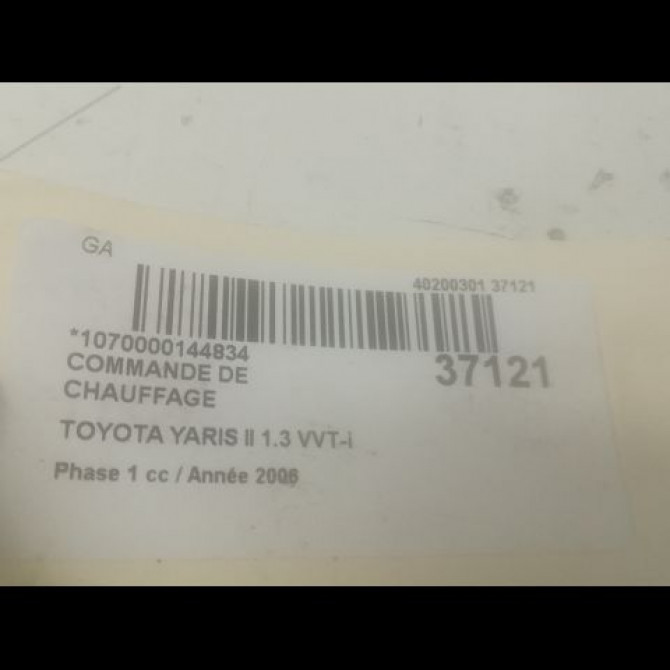 GA
40200301 37121
*1070000144834
37121
COMMANDE DE
CHAUFFAGE
TOYOTA YARIS II 1.3 VVT-i
Phase 1 cc / Année 2006